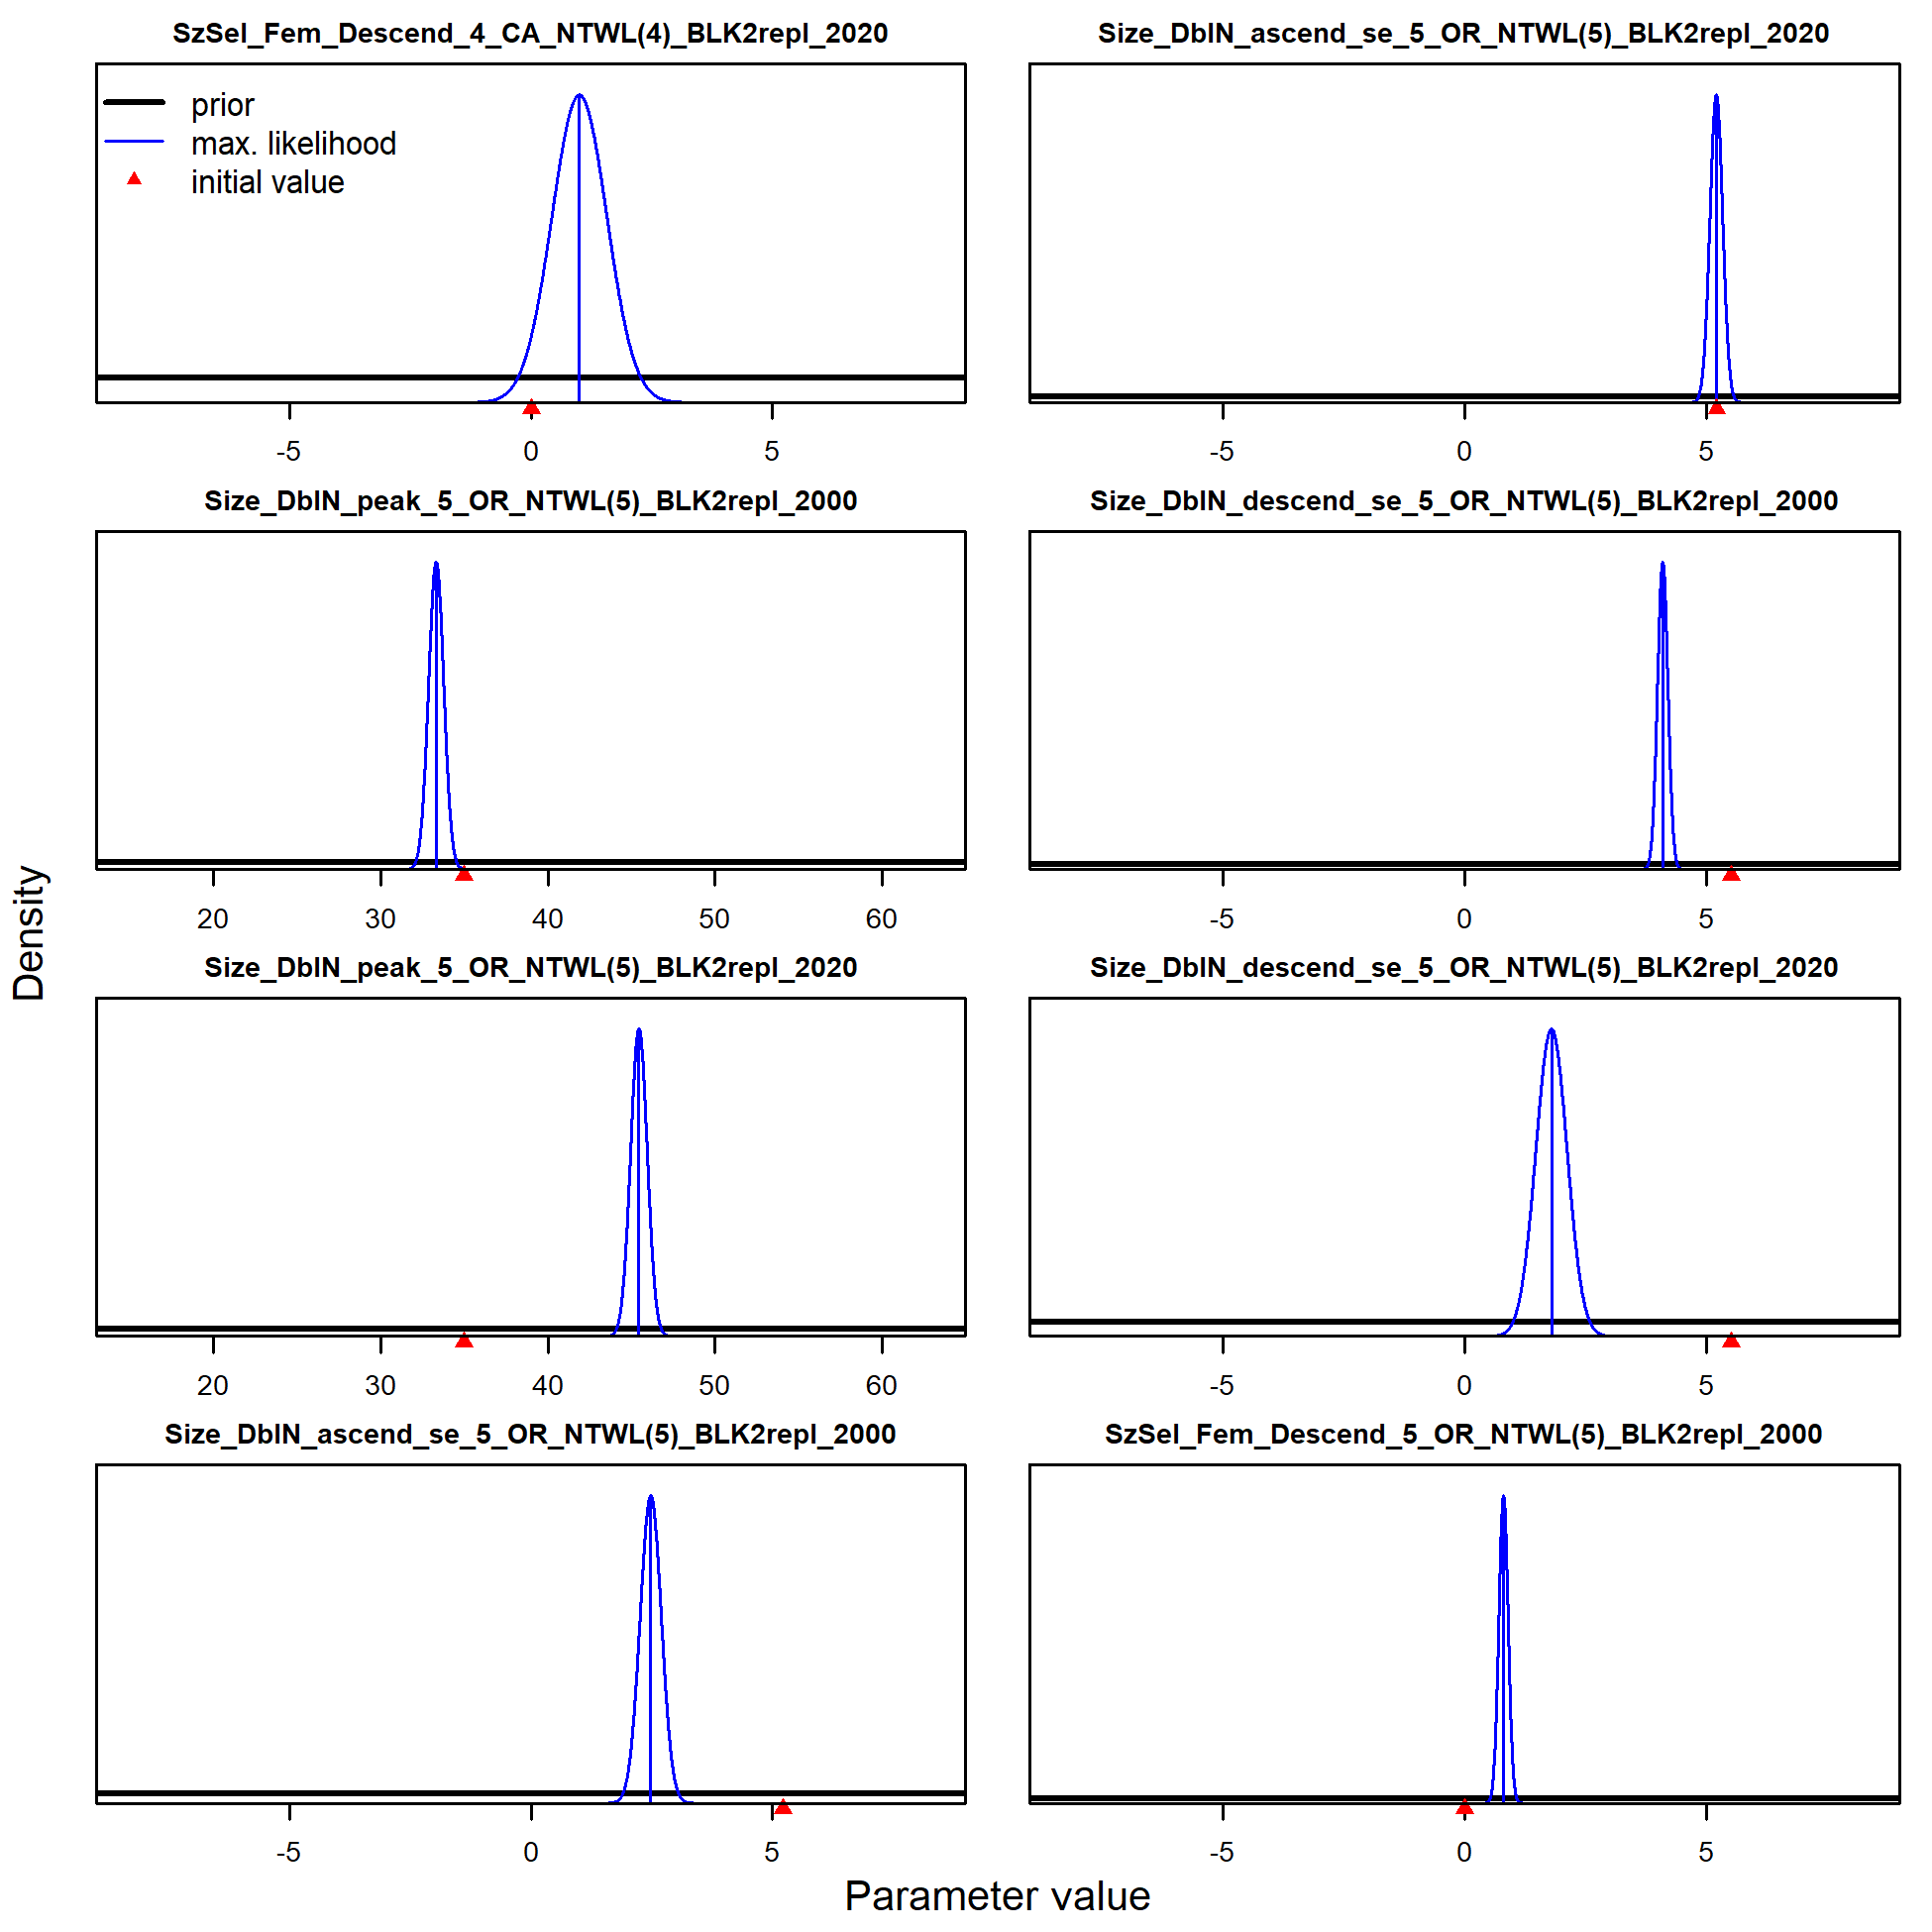 SzSel_Fem_Descend_4_CA_NTWL(4)_BLK2repl_2020
prior
max. likelihood
initial value
-5 0 5
Size_DblN_ascend_se_5_OR_NTWL(5)_BLK2repl_2020
-5 0 5
Size_DblN_peak_5_OR_NTWL(5)_BLK2repl_2000
20 30 40 50 60
Size_DblN_descend_se_5_OR_NTWL(5)_BLK2repl_2000
-5 0 5
Size_DblN_peak_5_OR_NTWL(5)_BLK2repl_2020
20 30 40 50 60
Size_DblN_descend_se_5_OR_NTWL(5)_BLK2repl_2020
-5 0 5
Size_DblN_ascend_se_5_OR_NTWL(5)_BLK2repl_2000
-5 0 5
SzSel_Fem_Descend_5_OR_NTWL(5)_BLK2repl_2000
-5 0 5
Density
Parameter value